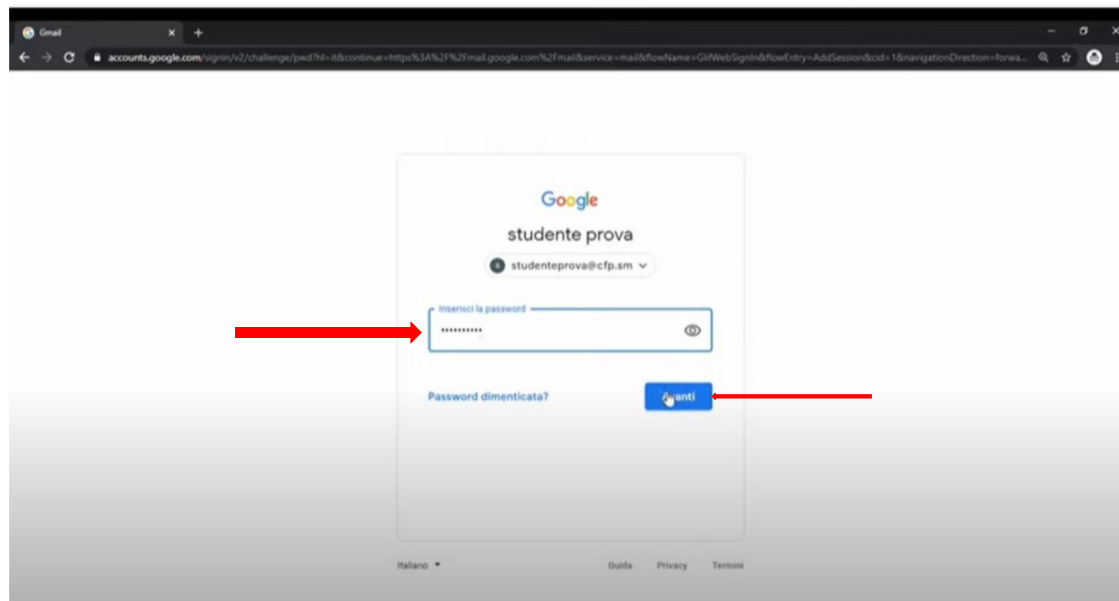 Gmail
accounts.google.com/signin/v2/challenge/pwd?hl=it&continue=https%3A%2F%2Fmail.google.com%2Fmail&service=mail&flowName=GlifWebSignin&flowEntry=AddSession&cid=1&navigationDirection=forwa...
Google
studente prova
s studenteprova@cfp.sm
Inserisci la password
••••••••••
Password dimenticata?
Italiano Guida Privacy Termini